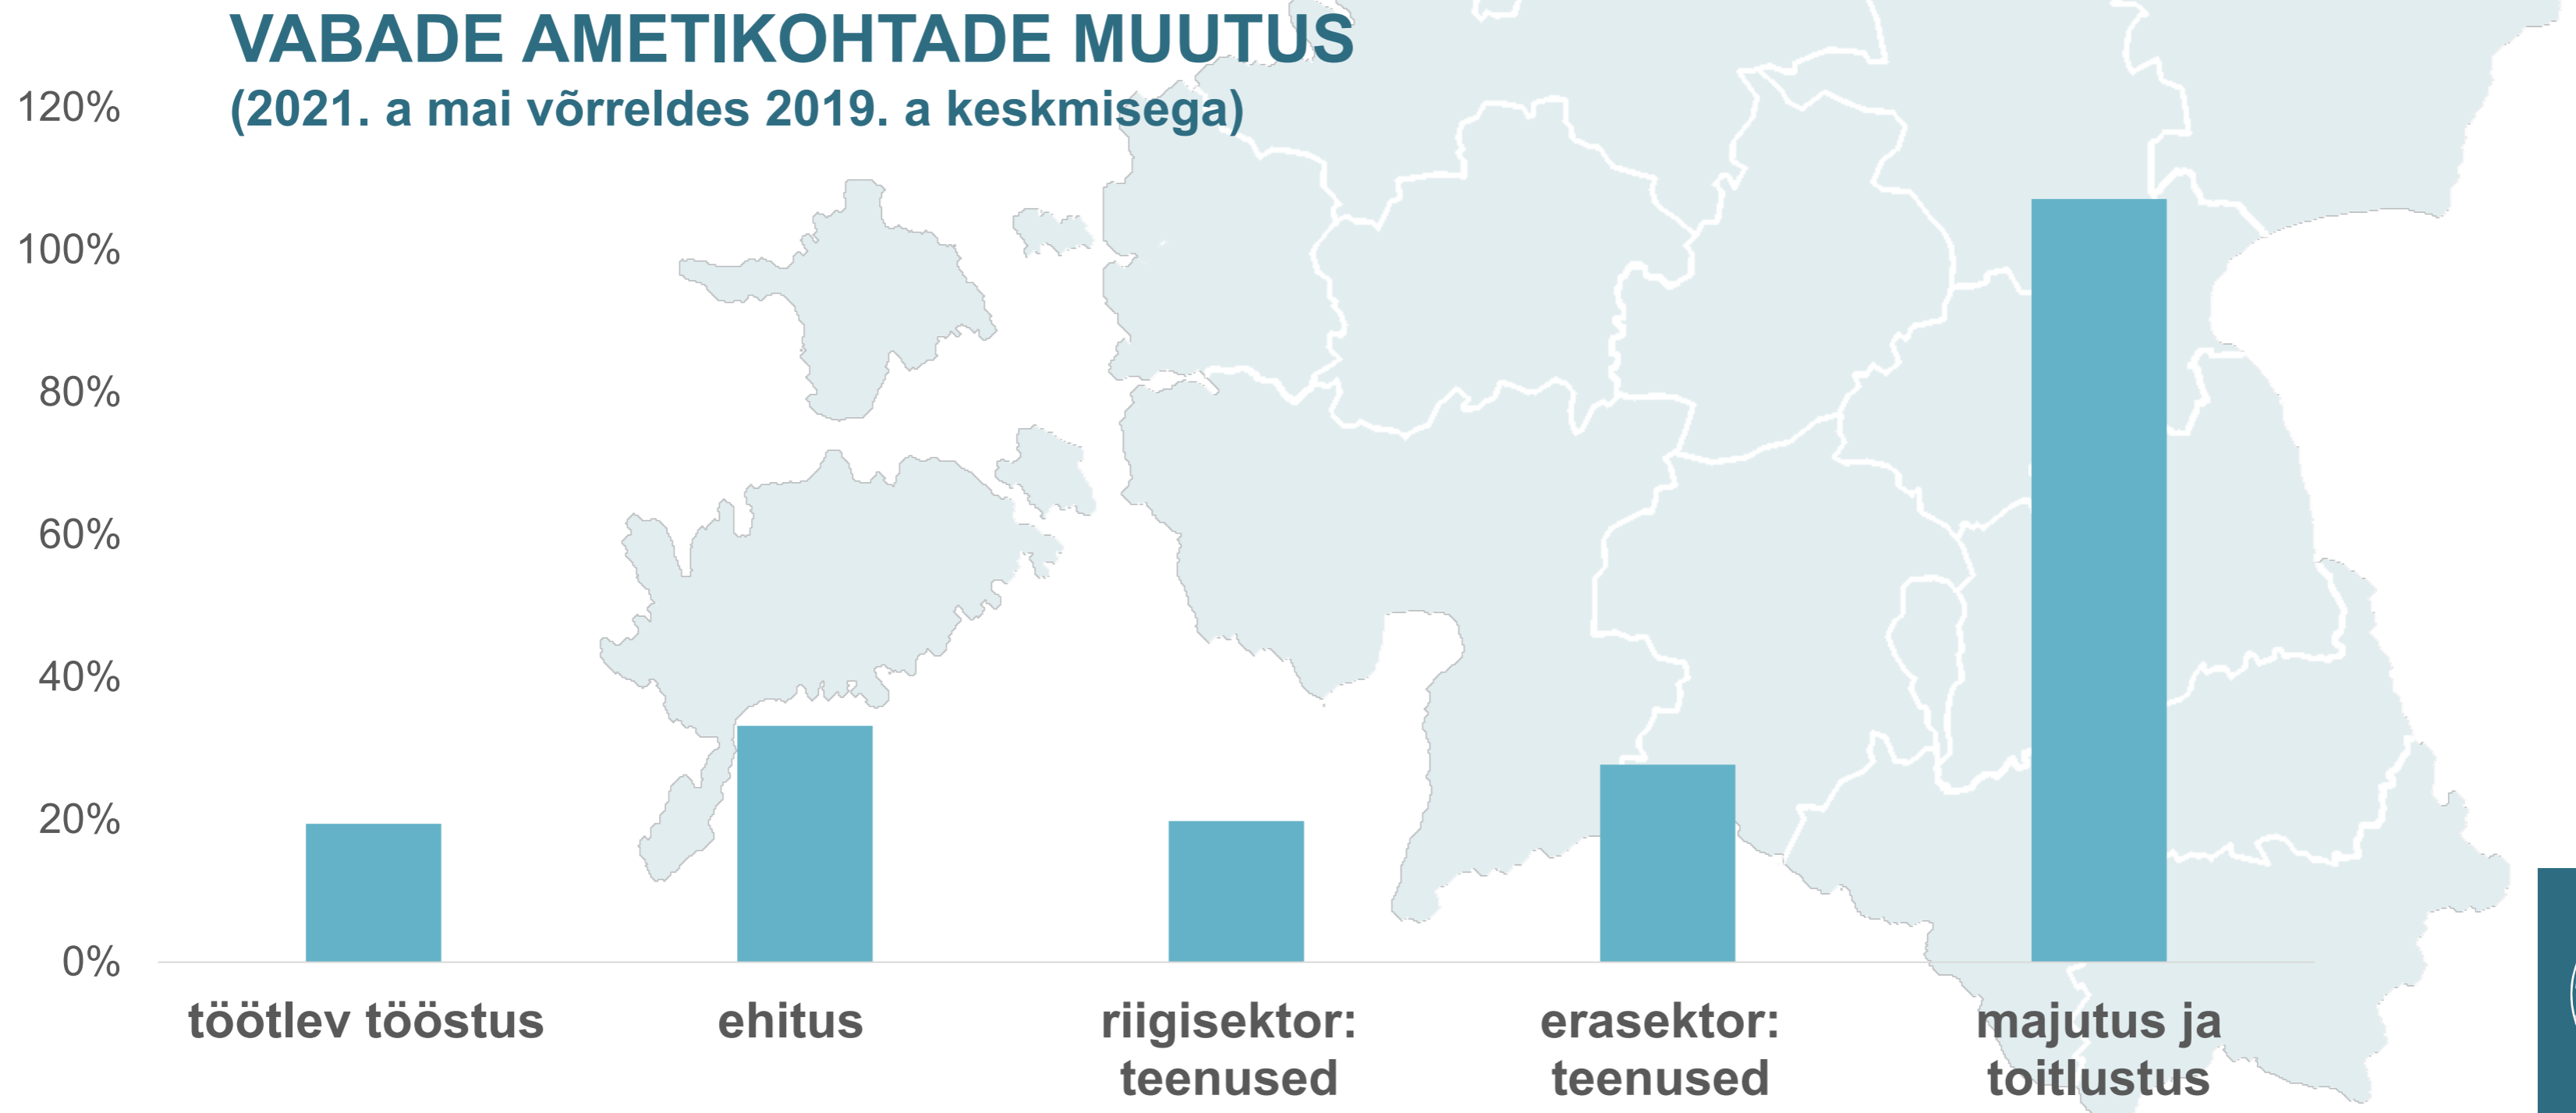 VABADE AMETIKOHTADE MUUTUS
(2021. a mai võrreldes 2019. a keskmisega)
120%
100%
80%
60%
40%
20%
0%
töötlev tööstus
ehitus
riigisektor:
teenused
erasektor:
teenused
majutus ja
toitlustus